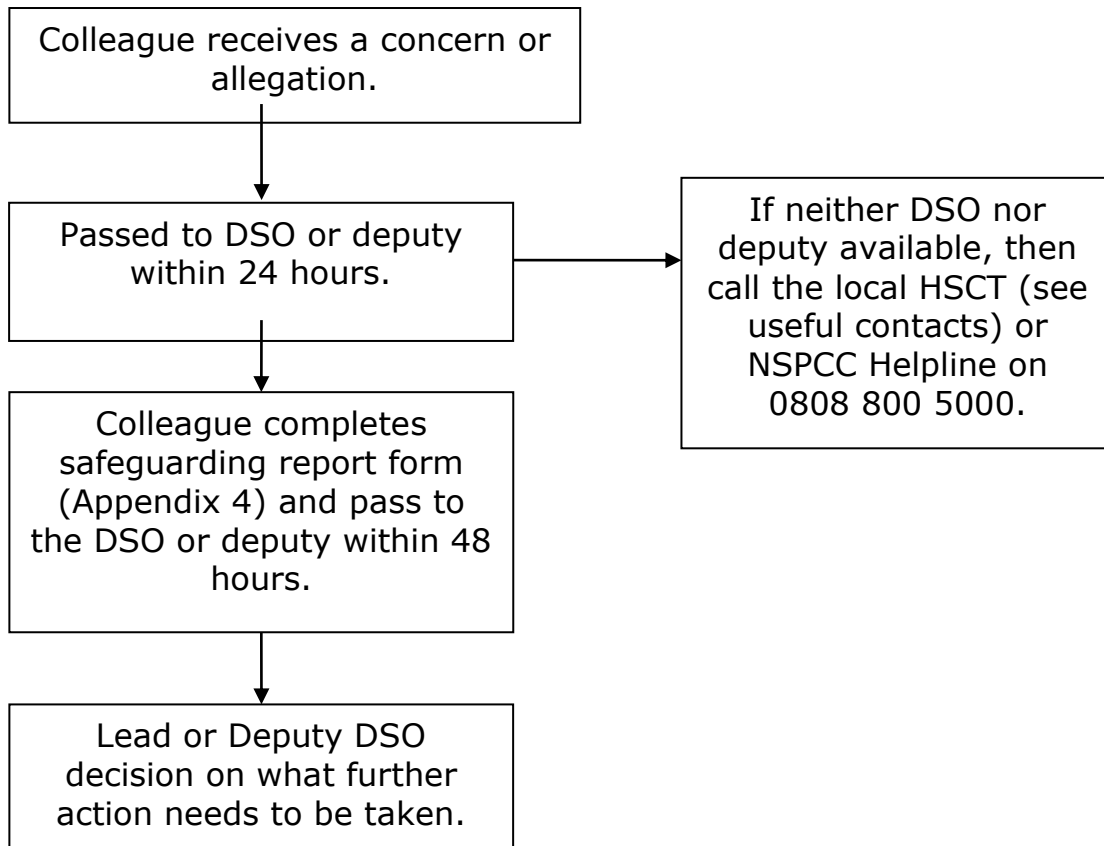 Colleague receives a concern or
allegation.
Passed to DSO or deputy
within 24 hours.
If neither DSO nor
deputy available, then
call the local HSCT (see
useful contacts) or
NSPCC Helpline on
0808 800 5000.
Colleague completes
safeguarding report form
(Appendix 4) and pass to
the DSO or deputy within 48
hours.
Lead or Deputy DSO
decision on what further
action needs to be taken.